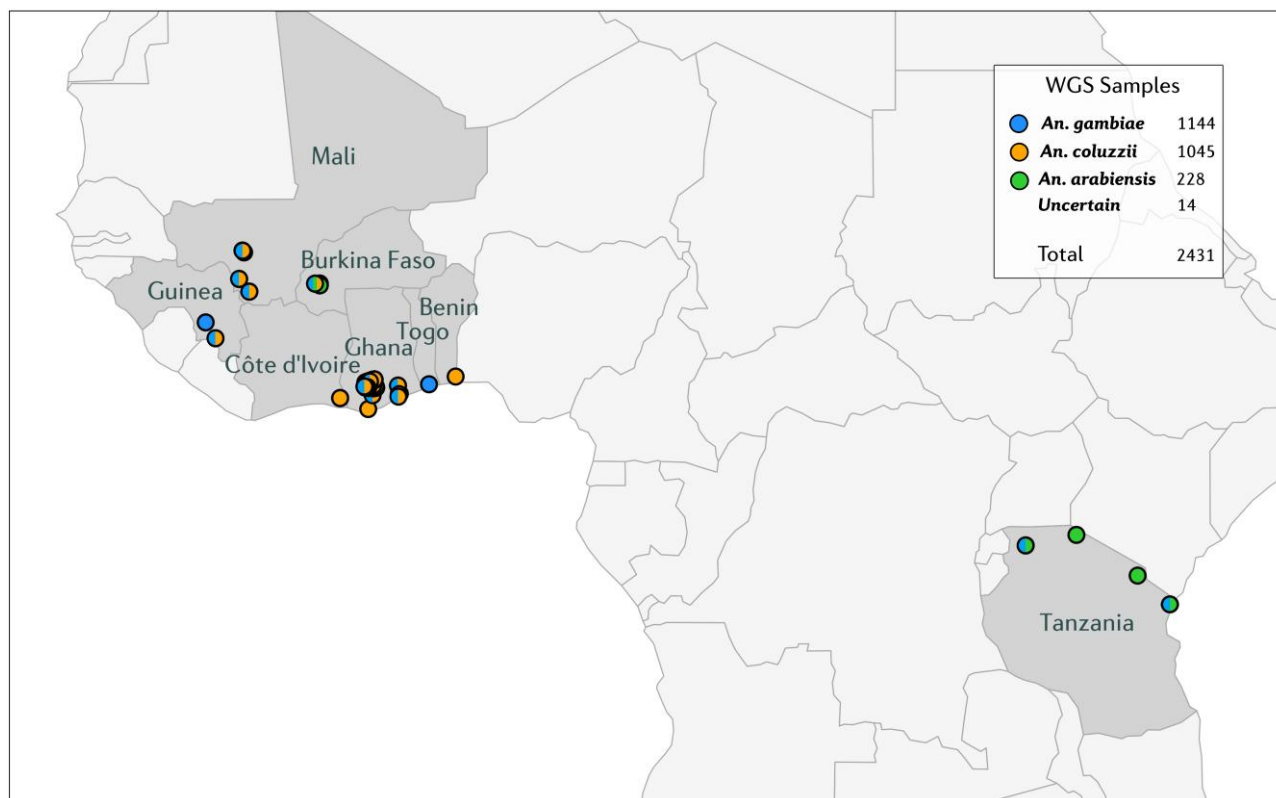 WGS Samples
An. gambiae 1144
An. coluzzii 1045
An. arabiensis 228
Uncertain 14
Total 2431
Mali
Burkina Faso
Guinea
Benin
Togo
Ghana
Côte d'Ivoire
Tanzania